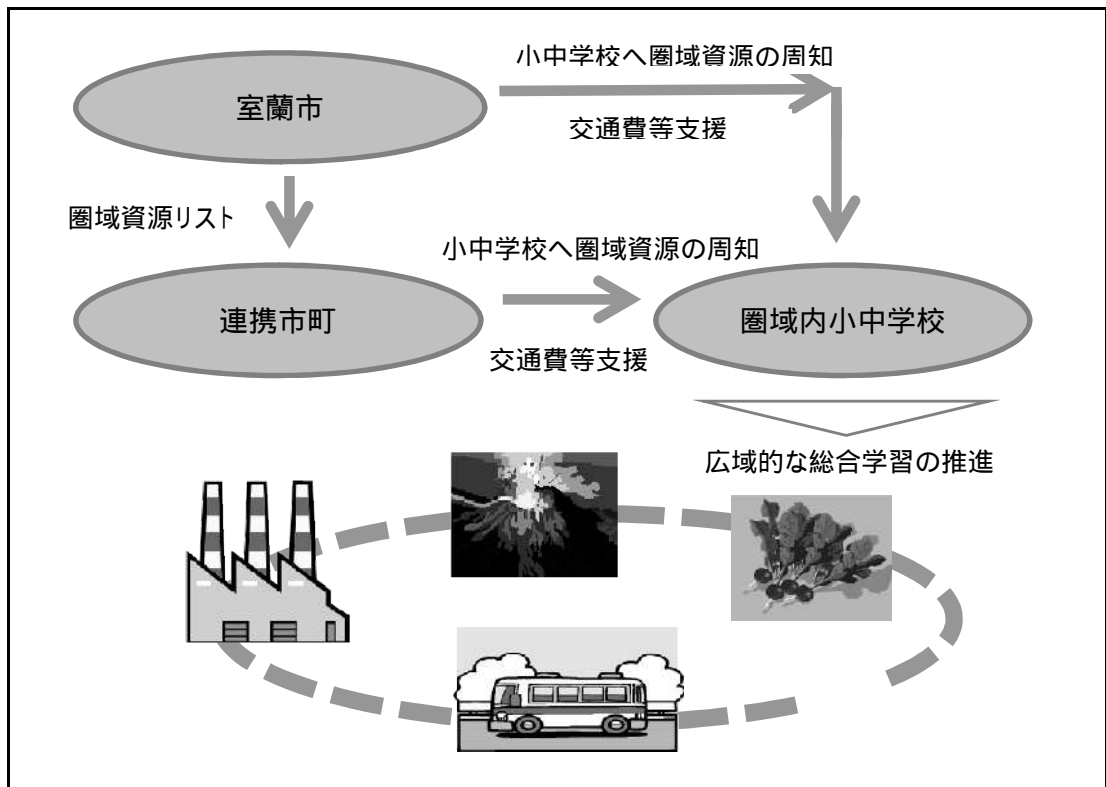 小中学校へ圏域資源の周知
室蘭市
交通費等支援
圏域資源リスト
小中学校へ圏域資源の周知
連携市町
圏域内小中学校
交通費等支援
広域的な総合学習の推進